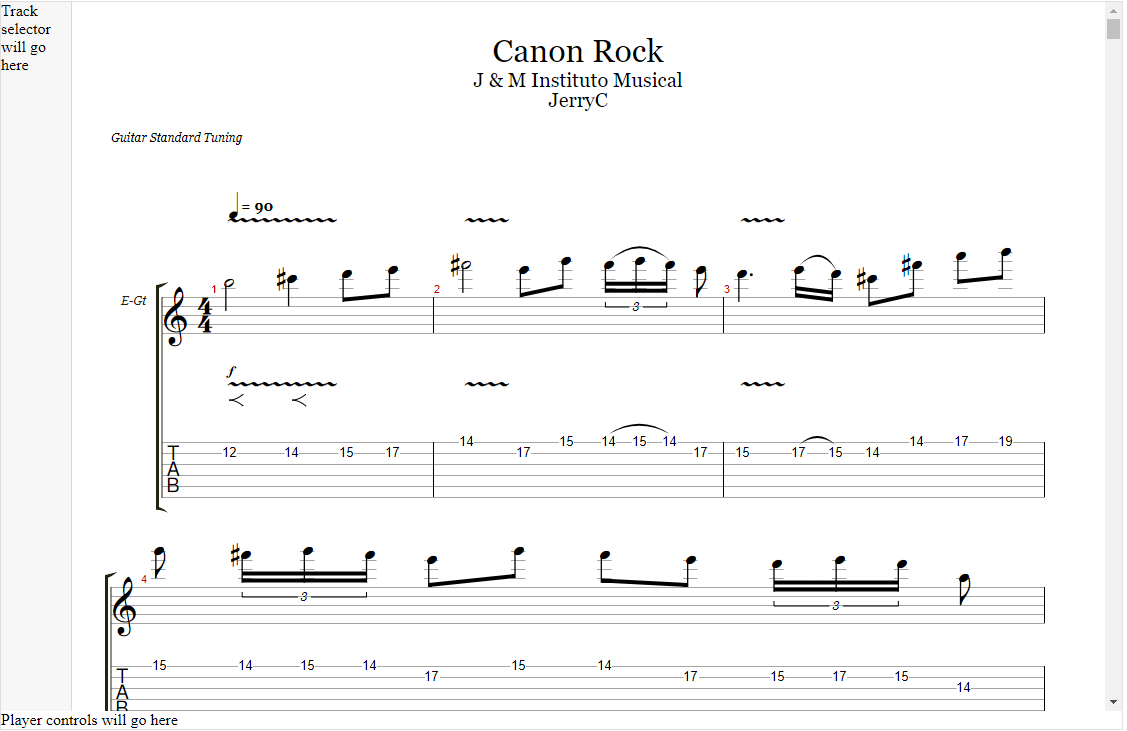 Track
selector
will go
here
Canon Rock
J & M Instituto Musical
JerryC
Guitar Standard Tuning
= 90
E-Gt
1
4
4
2
3
3
f
T
A
B
12 14 15 17 14 17 15 14 15 14 17 15 17 15 14 14 17 19
4
3
3
T
A
B
15 14 15 14 17 15 14 17 15 17 15 14
Player controls will go here